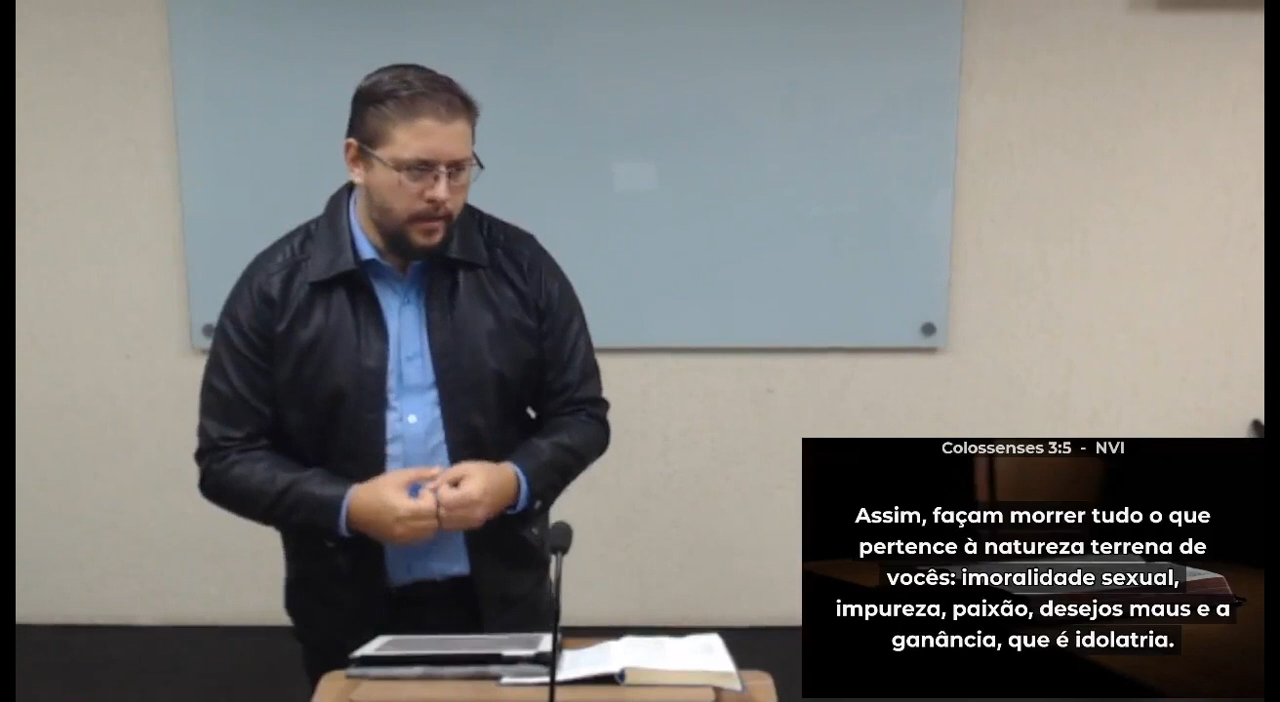 Colossenses 3:5 - NVI
Assim, façam morrer tudo o que
pertence à natureza terrena de
vocês: imoralidade sexual,
impureza, paixão, desejos maus e a
ganância, que é idolatria.